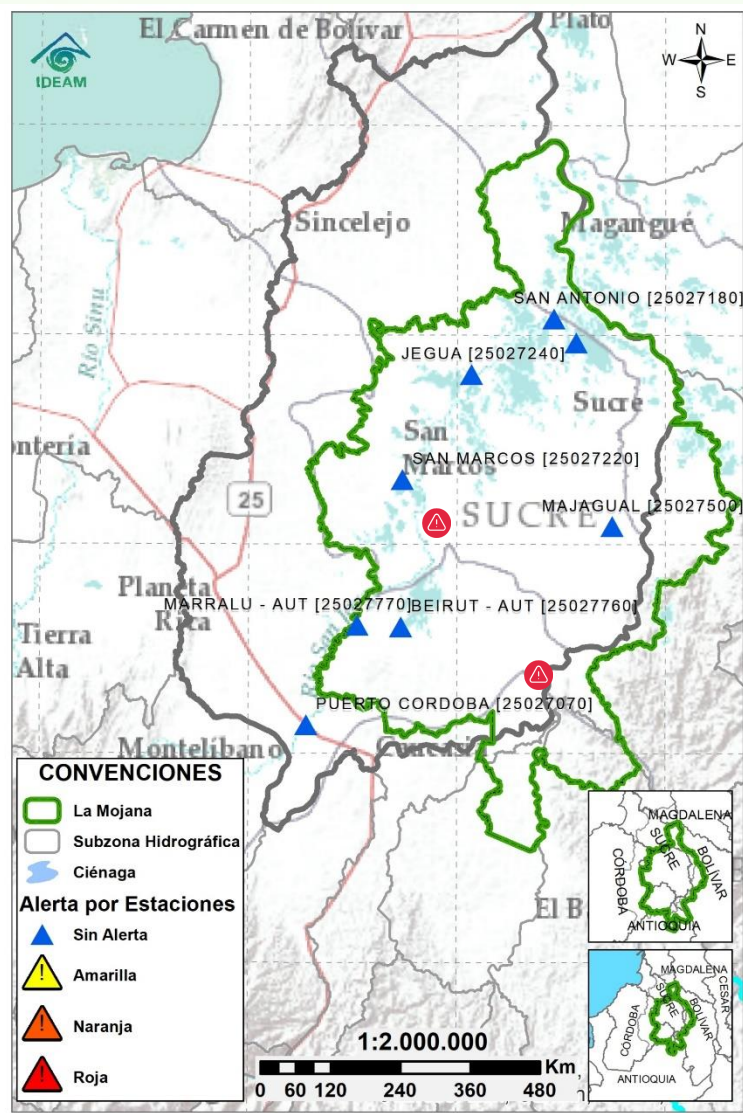 El Carmen de Bolívar
Plato
IDEAM
N
W
E
S
Sincelejo
Magangué
Rio Sinu
SAN ANTONIO [25027180]
JEGUA [25027240]
Sucre
San
Marcos
SAN MARCOS [25027220]
25
SUCRE
MAJAGUAL [25027500]
Planeta
Rica
MARRALU - AUT [25027770]
BEIRUT - AUT [25027760]
Tierra
Alta
PUERTO CORDOBA [25027070]
Montelíbano
CONVENCIONES
La Mojana
Subzona Hidrográfica
Ciénaga
Alerta por Estaciones
Sin Alerta
Amarilla
Naranja
Roja
El B
1:2.000.000
Km
0 60 120 240 360 480
MAGDALENA
SUCRE
BOLÍVAR
CÓRDOBA
ANTIOQUIA
MAGDALENA
CESAR
SUCRE
BOLÍVAR
CÓRDOBA
ANTIOQUIA